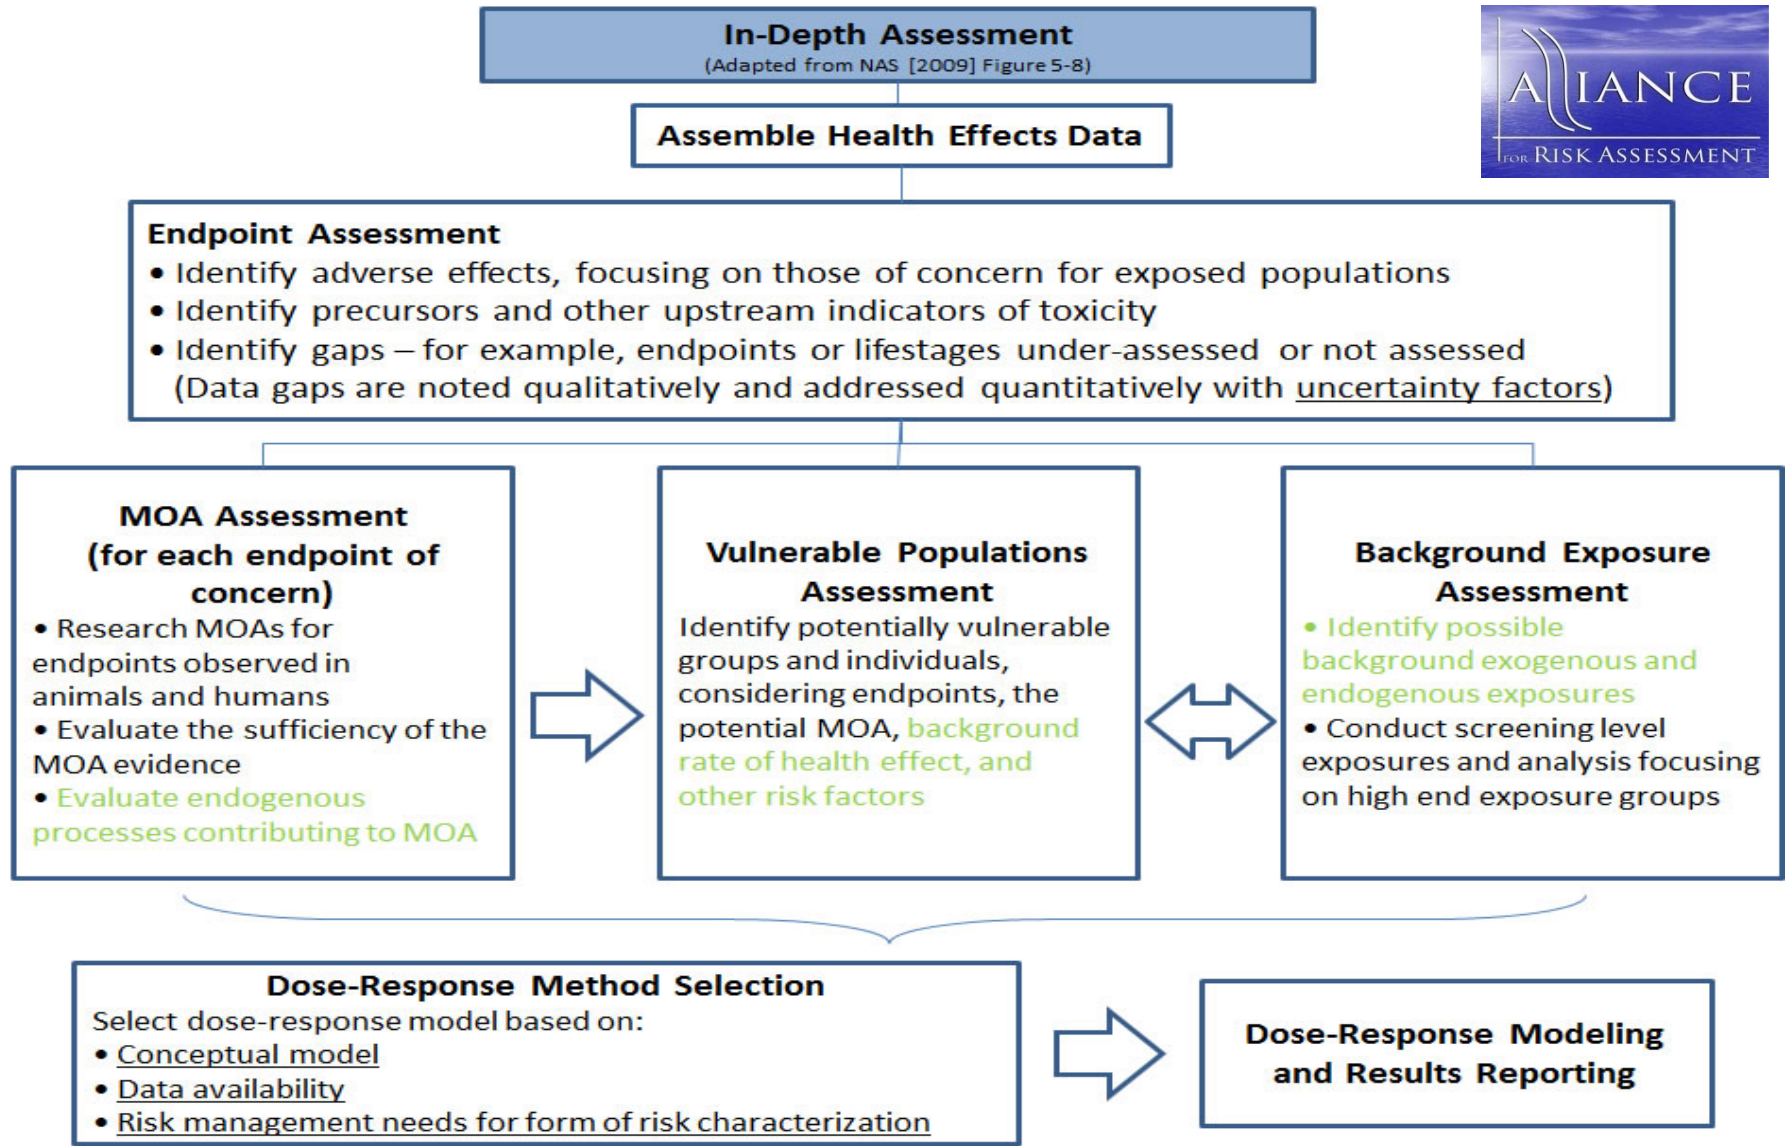 In-Depth Assessment
(Adapted from NAS [2009] Figure 5-8)
ALLIANCE
FOR RISK ASSESSMENT
Assemble Health Effects Data
Endpoint Assessment
• Identify adverse effects, focusing on those of concern for exposed populations
• Identify precursors and other upstream indicators of toxicity
• Identify gaps – for example, endpoints or lifestages under-assessed or not assessed
(Data gaps are noted qualitatively and addressed quantitatively with uncertainty factors)
MOA Assessment
(for each endpoint of
concern)
• Research MOAs for
endpoints observed in
animals and humans
• Evaluate the sufficiency of the
MOA evidence
• Evaluate endogenous
processes contributing to MOA
Vulnerable Populations
Assessment
Identify potentially vulnerable
groups and individuals,
considering endpoints, the
potential MOA, background
rate of health effect, and
other risk factors
Background Exposure
Assessment
• Identify possible
background exogenous and
endogenous exposures
• Conduct screening level
exposures and analysis focusing
on high end exposure groups
Dose-Response Method Selection
Select dose-response model based on:
• Conceptual model
• Data availability
• Risk management needs for form of risk characterization
Dose-Response Modeling
and Results Reporting